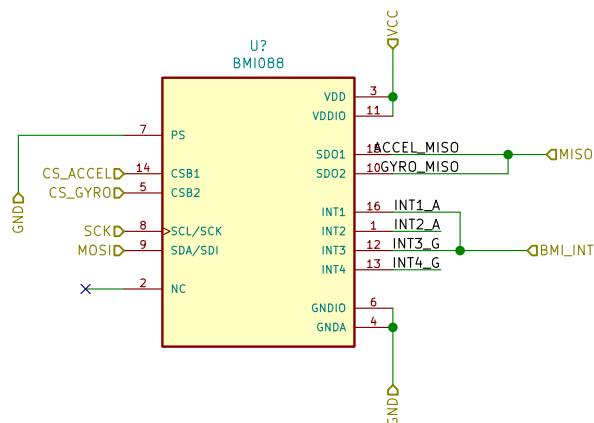 VCC
U?
BMI088
3
VDD
VDDIO
11
7
PS
SDO1
15
ACCEL_MISO
MISO
14
CS_ACCEL
CSB1
SDO2
10
GYRO_MISO
5
CS_GYRO
CSB2
GND
INT1
16
INT1_A
8
SCK
SCL/SCK
INT2
1
INT2_A
9
MOSI
SDA/SDI
INT3
12
INT3_G
BMI_INT
INT4
13
INT4_G
2
NC
GNDIO
6
GNDA
4
GND